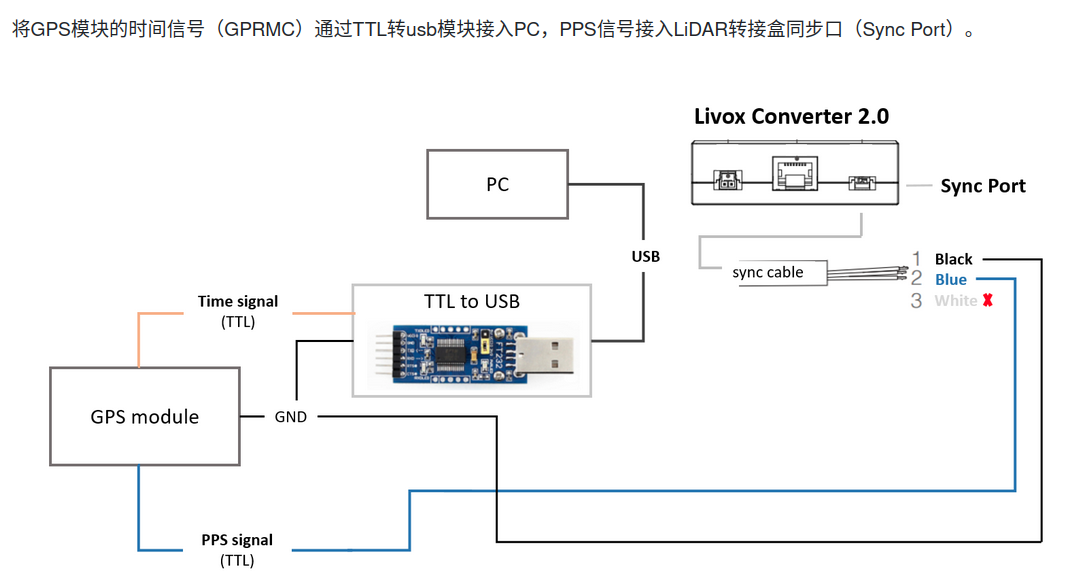 将GPS模块的时间信号（GPRMC）通过TTL转usb模块接入PC，PPS信号接入LiDAR转接盒同步口（Sync Port）。
Livox Converter 2.0
PC
Sync Port
USB
sync cable
1 Black
2 Blue
3 White
Time signal
(TTL)
TTL to USB
FT232
GPS module
GND
PPS signal
(TTL)